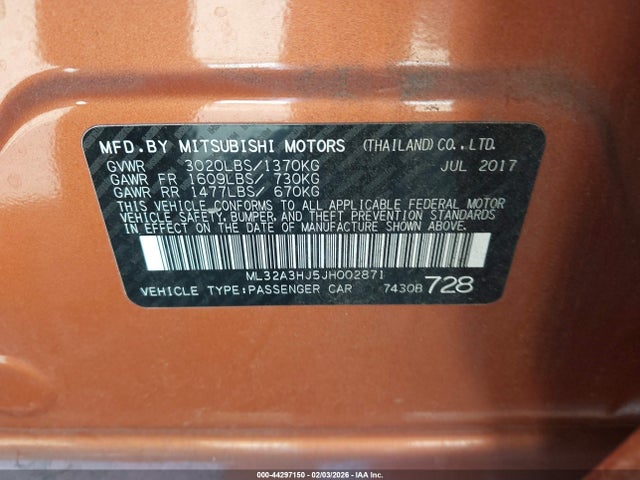 MFD.BY MITSUBISHI MOTORS (THAILAND)CO.,LTD.
GVWR 3020LBS/1370KG JUL 2017
GAWR FR 1609LBS/ 730KG
GAWR RR 1477LBS/ 670KG
THIS VEHICLE CONFORMS TO ALL APPLICABLE FEDERAL MOTOR
VEHICLE SAFETY, BUMPER, AND THEFT PREVENTION STANDARDS
IN EFFECT ON THE DATE OF MANUFACTURE SHOWN ABOVE.
ML32A3HJ5JH002871
VEHICLE TYPE:PASSENGER CAR 7430B 728
000-44297150 - 02/03/2026 - IAA Inc.